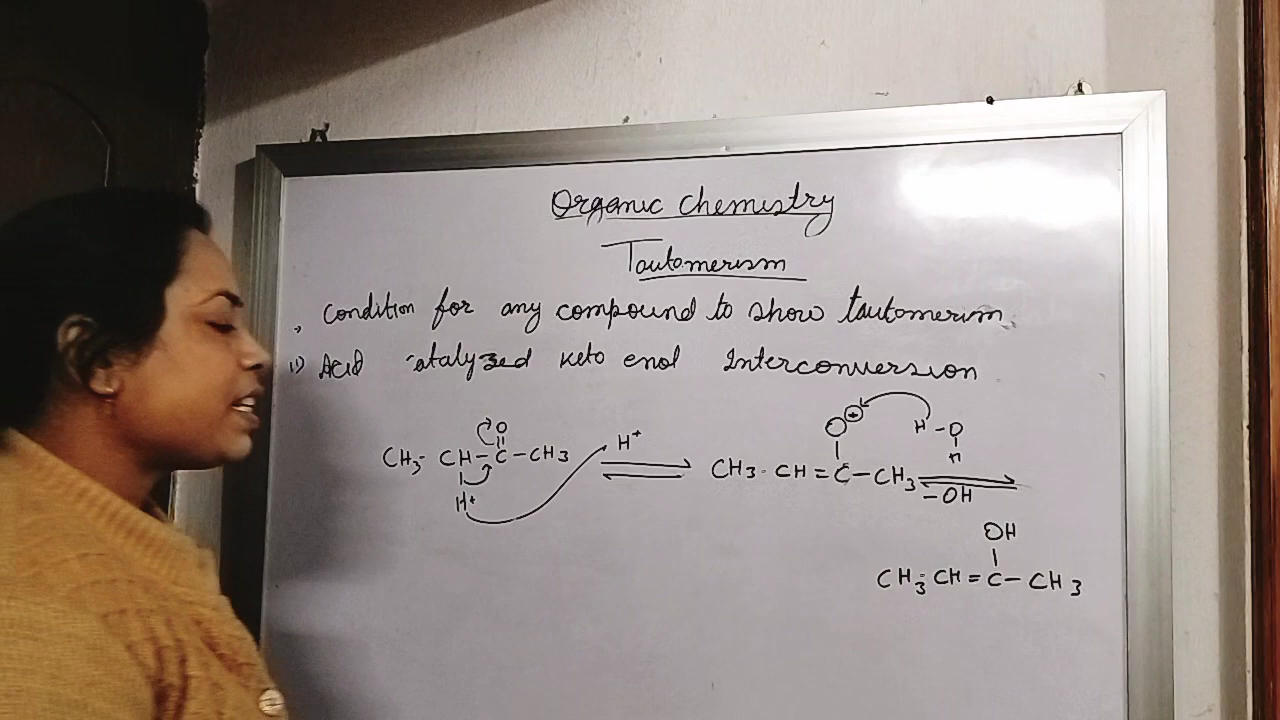 Organic Chemistry
Tautomerism
, Condition for any compound to show tautomerism
1) Acid catalyzed keto enol Interconversion
O O⊕ H-O
CH3- CH-C-CH3 H+ CH3-CH=C-CH3 H
H+ -OH
OH
CH3-CH=C-CH3